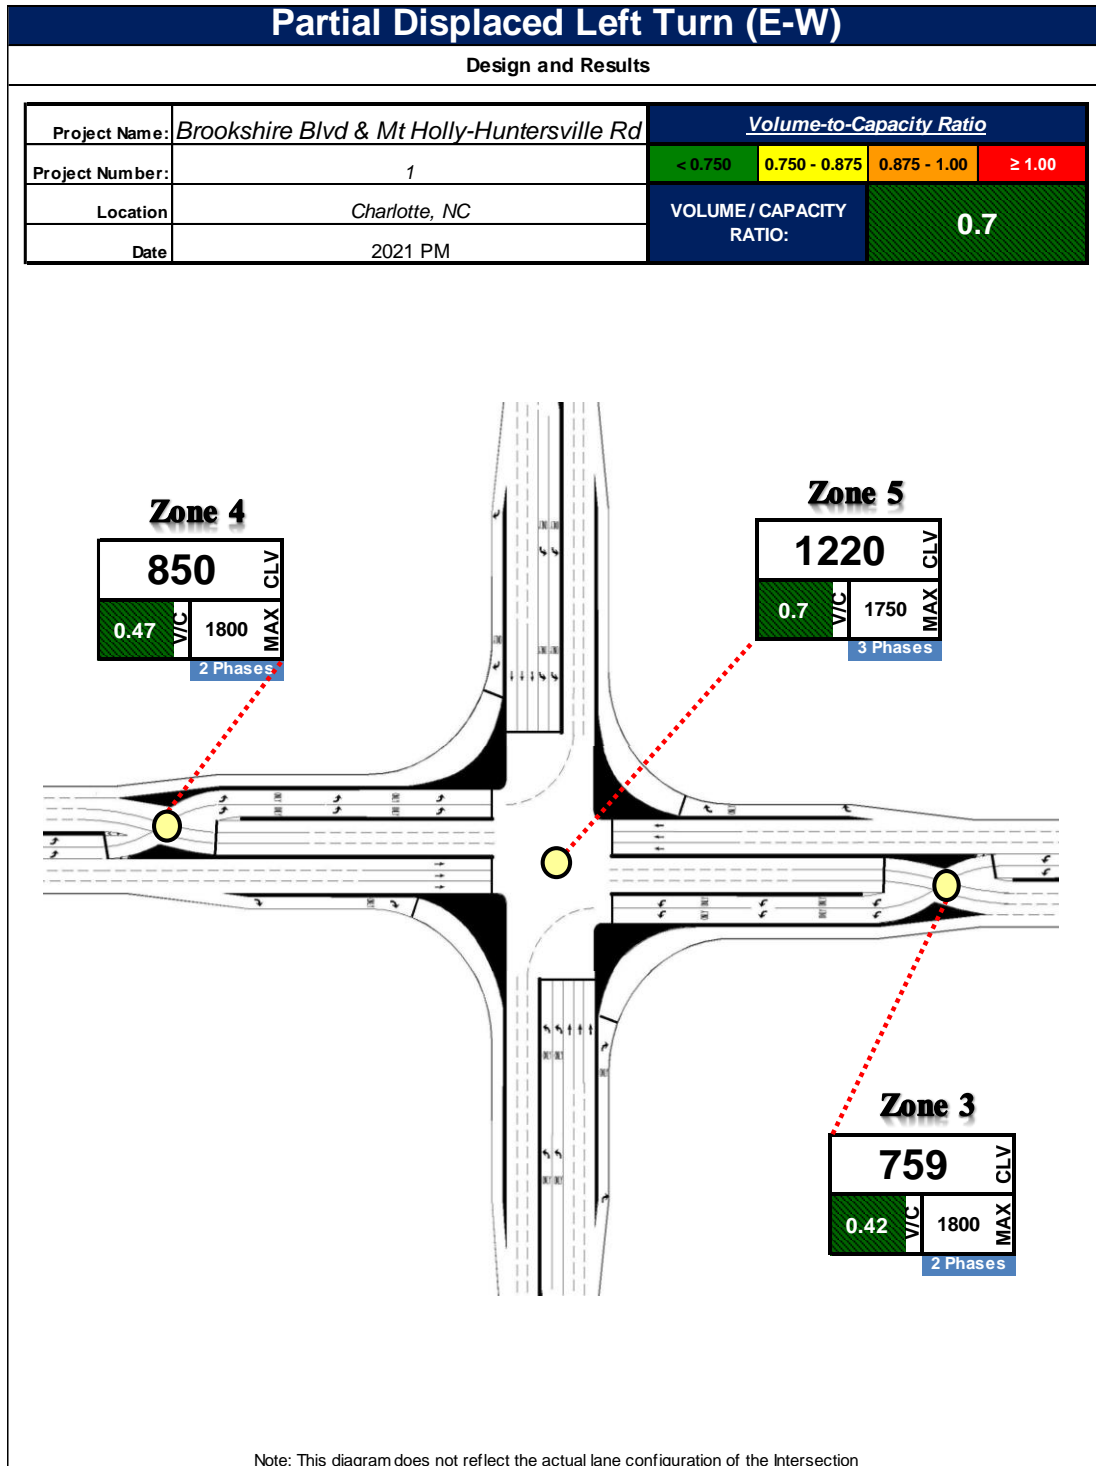 Partial Displaced Left Turn (E-W)
Design and Results
Project Name: Brookshire Blvd & Mt Holly-Huntersville Rd
Volume-to-Capacity Ratio
Project Number: 1
< 0.750 0.750 - 0.875 0.875 - 1.00 ≥ 1.00
Location Charlotte, NC
VOLUME / CAPACITY RATIO: 0.7
Date 2021 PM
Zone 5
1220 CLV
0.7 V/C 1750 MAX
3 Phases
Zone 4
850 CLV
0.47 V/C 1800 MAX
2 Phases
Zone 3
759 CLV
0.42 V/C 1800 MAX
2 Phases
Note: This diagram does not reflect the actual lane configuration of the Intersection